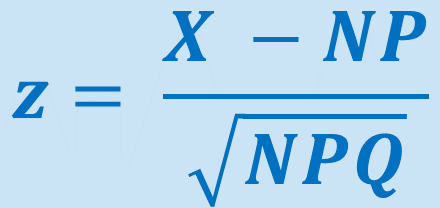 z = (X − NP) / √(NPQ)